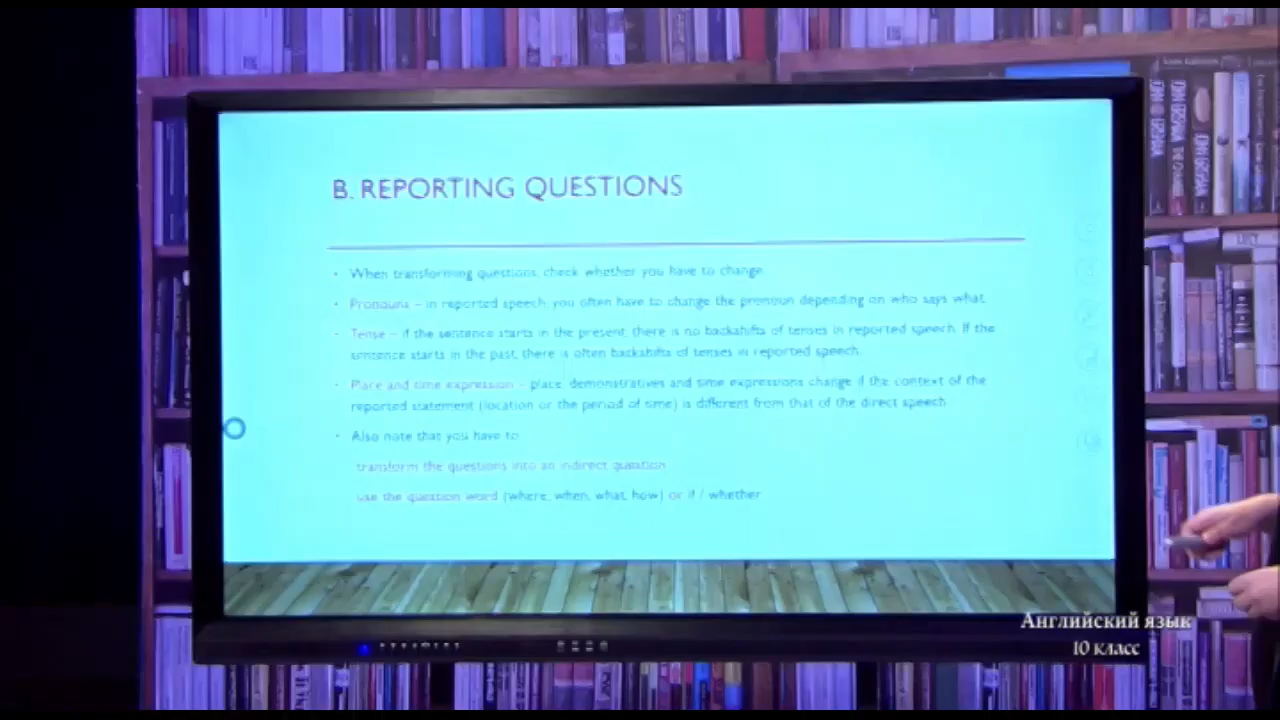 B. REPORTING QUESTIONS
• When transforming questions, check whether you have to change
• Pronouns – in reported speech, you often have to change the pronoun depending on who says what.
• Tense – if the sentence starts in the present, there is no backshifts of tenses in reported speech. If the
sentence starts in the past, there is often backshifts of tenses in reported speech.
• Place and time expression – place, demonstratives and time expressions change if the context of the
reported statement (location or the period of time) is different from that of the direct speech
• Also note that you have to
transform the questions into an indirect question
use the question word (where, when, what, how) or if / whether
Английский язык
10 класс